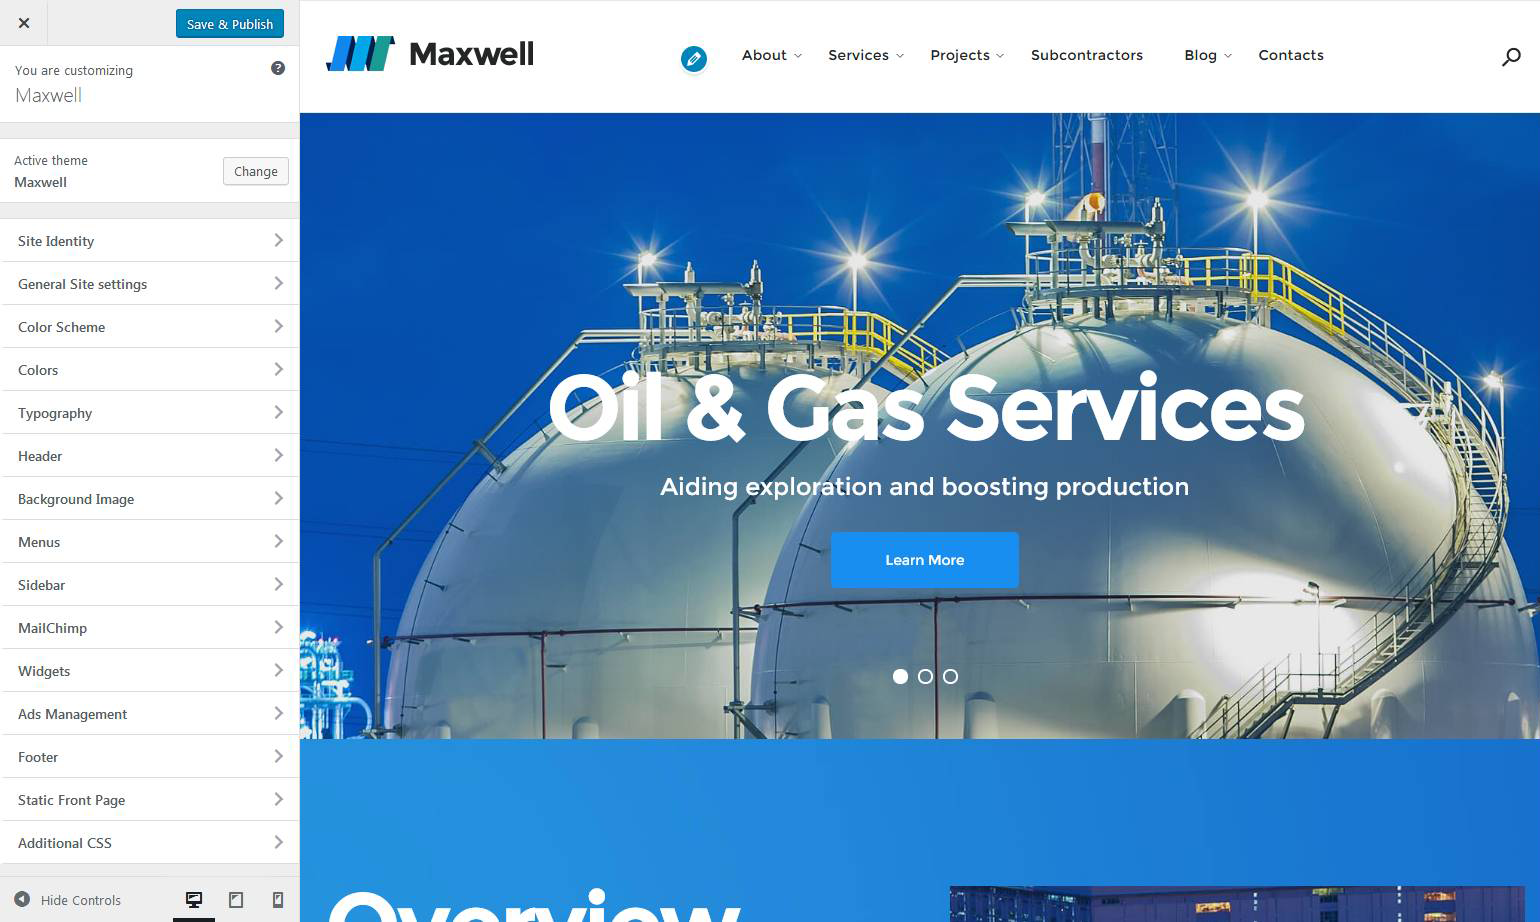 Save & Publish
You are customizing
Maxwell
Active theme
Maxwell
Change
Site Identity
General Site settings
Color Scheme
Colors
Typography
Header
Background Image
Menus
Sidebar
MailChimp
Widgets
Ads Management
Footer
Static Front Page
Additional CSS
Hide Controls
Maxwell
About Services Projects Subcontractors Blog Contacts
Oil & Gas Services
Aiding exploration and boosting production
Learn More
Overview